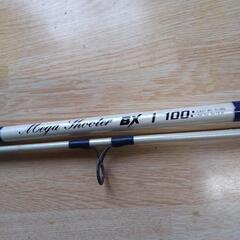 Mega Shooter BX i 100: